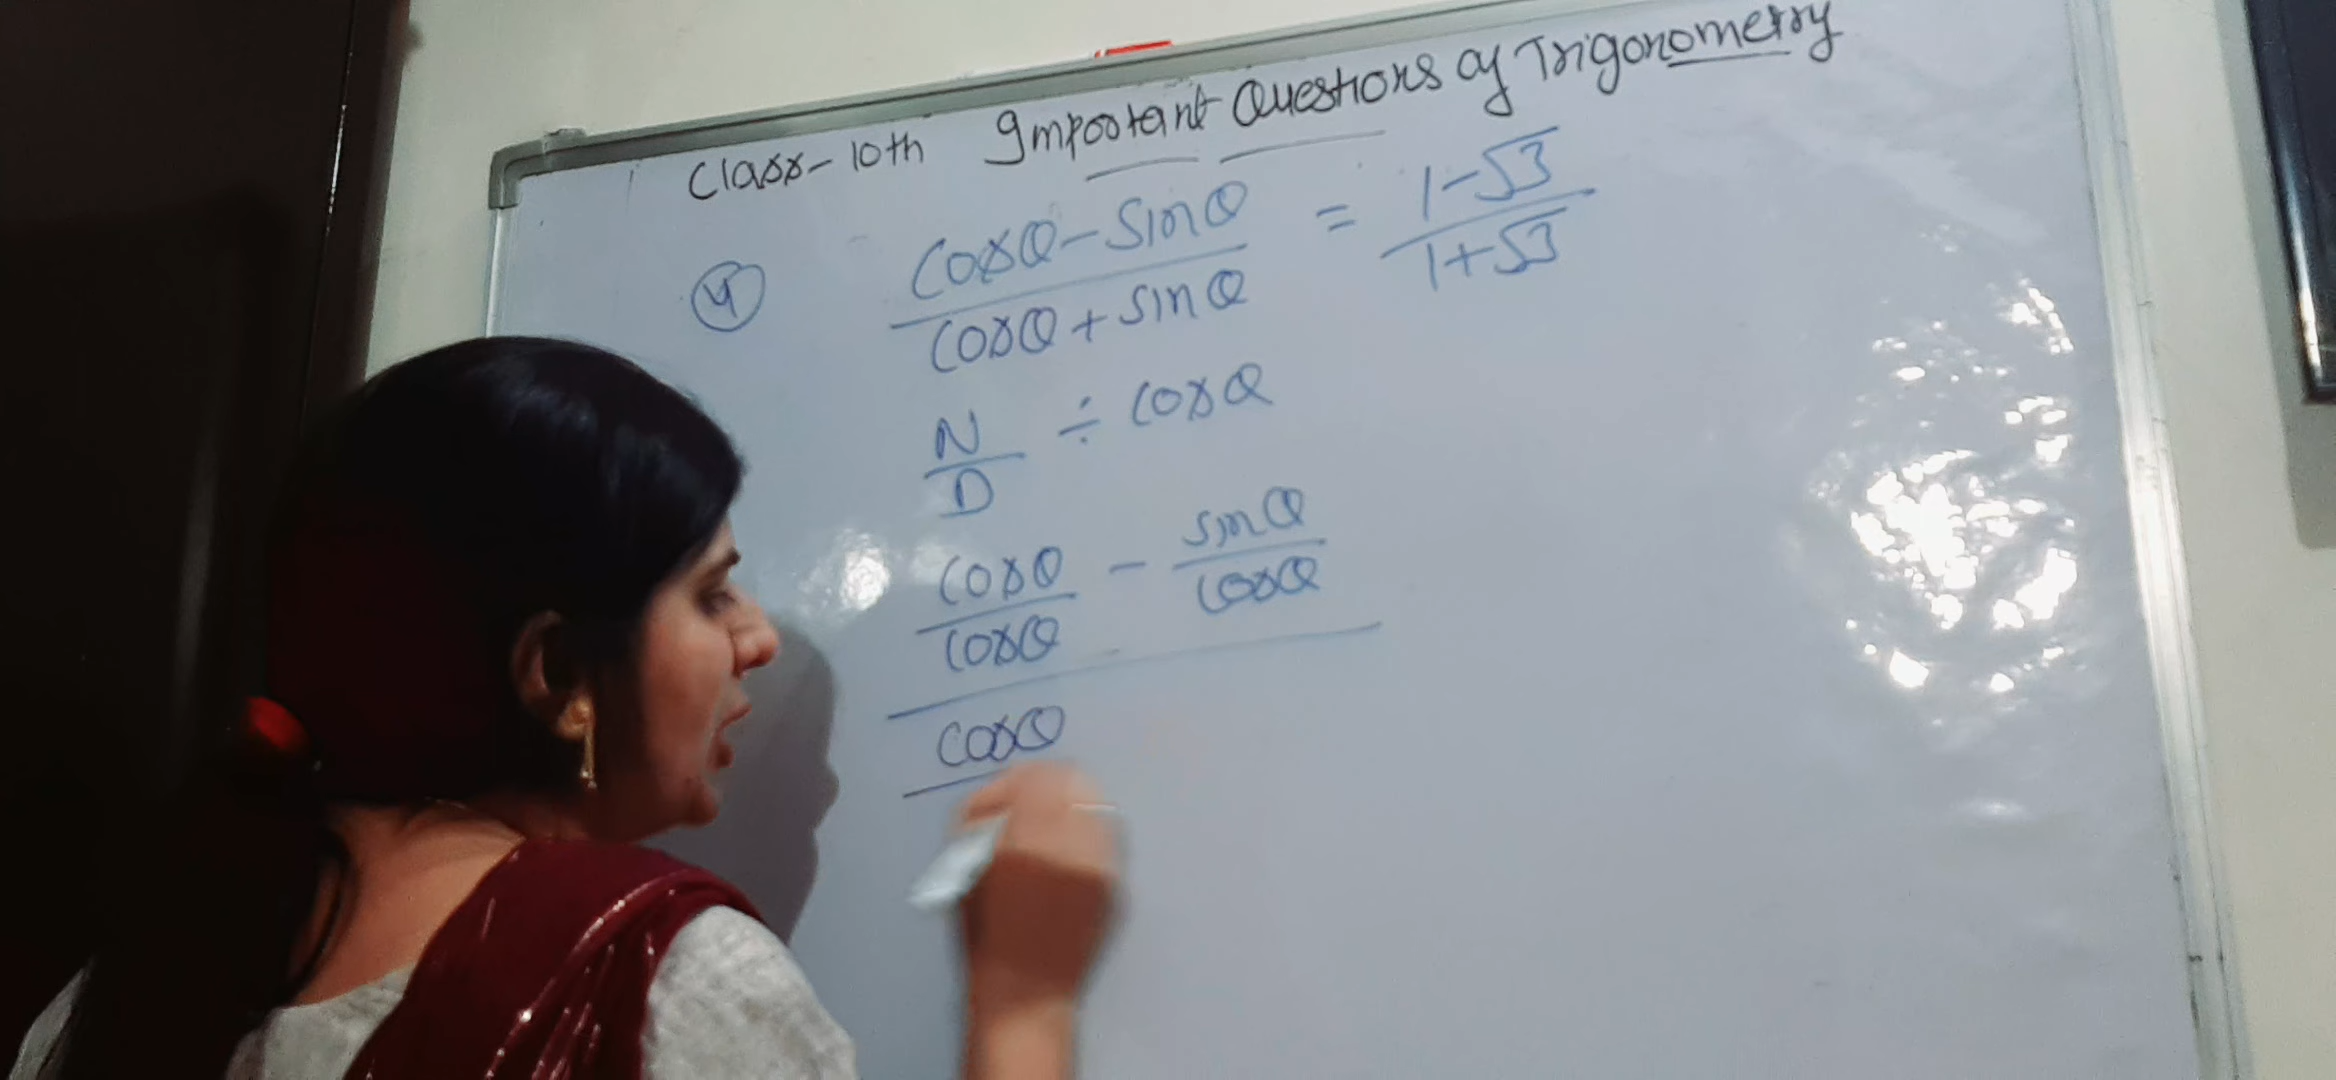 Class-10th Important Questions of Trigonometry
(4) (cosθ-sinθ)/(cosθ+sinθ) = (1-√3)/(1+√3)
N/D ÷ cosθ
cosθ/cosθ - sinθ/cosθ
cosθ